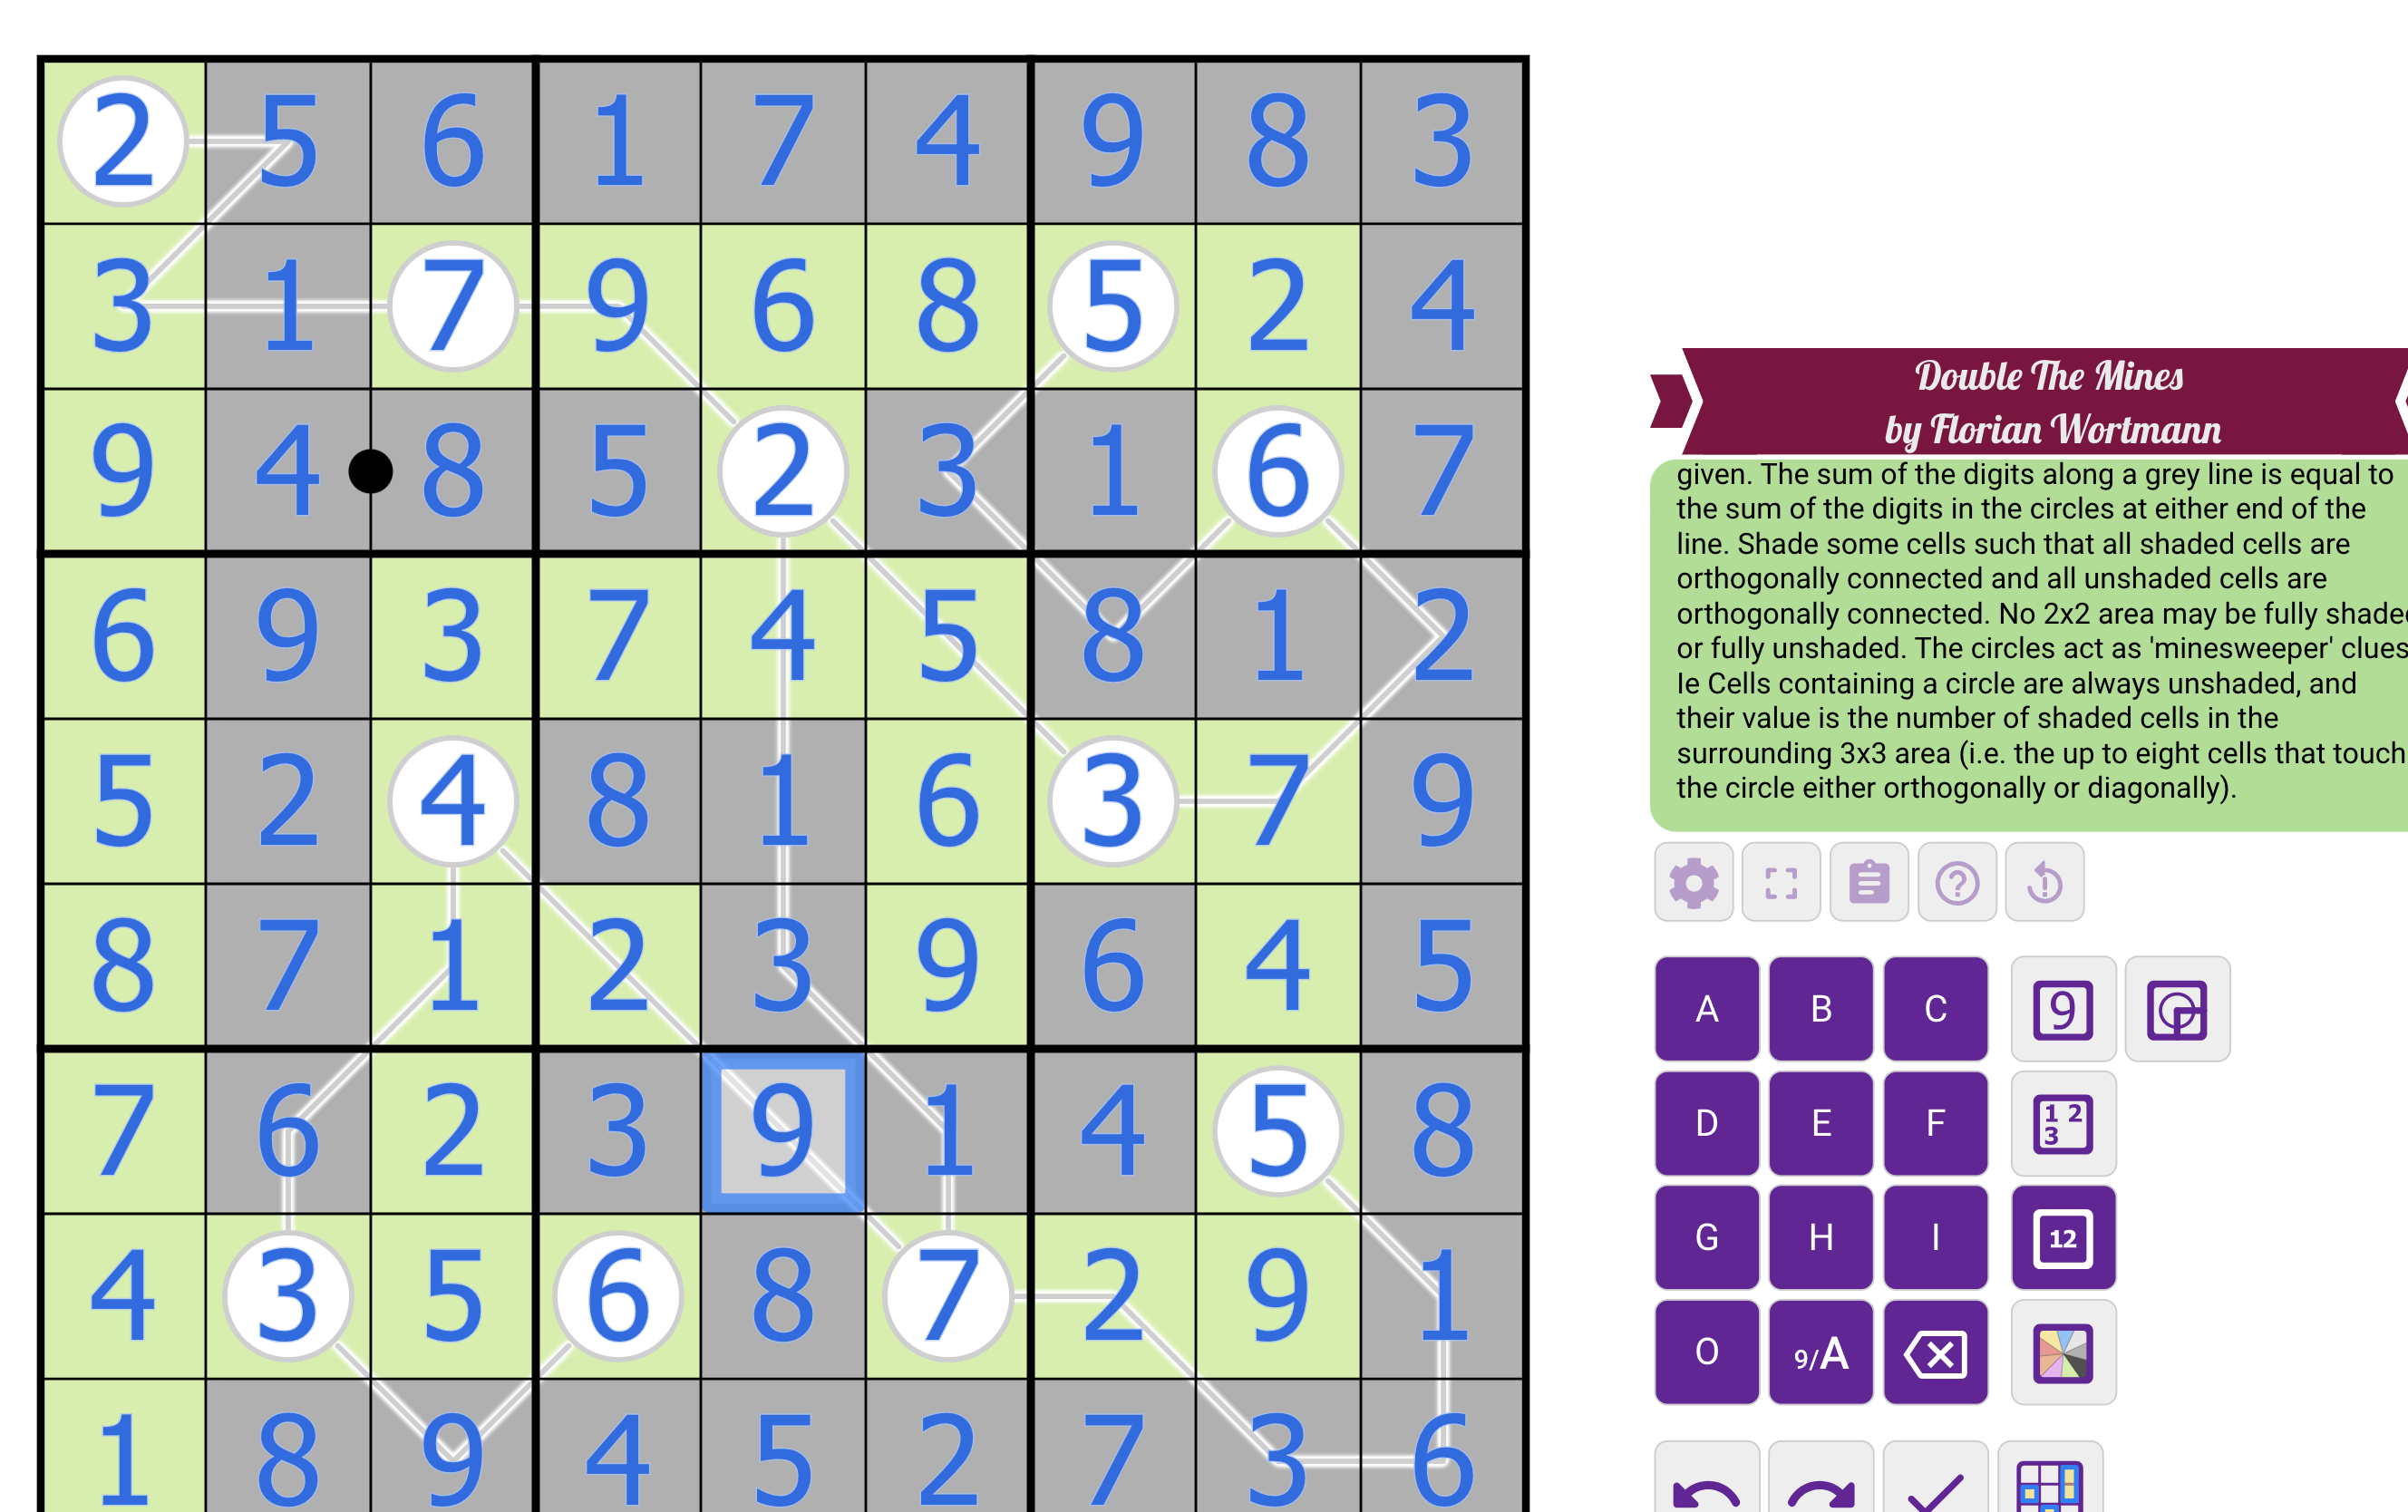 2 5 6 1 7 4 9 8 3
3 1 7 9 6 8 5 2 4
9 4 8 5 2 3 1 6 7
6 9 3 7 4 5 8 1 2
5 2 4 8 1 6 3 7 9
8 7 1 2 3 9 6 4 5
7 6 2 3 9 1 4 5 8
4 3 5 6 8 7 2 9 1
1 8 9 4 5 2 7 3 6
Double The Mines
by Florian Wortmann
given. The sum of the digits along a grey line is equal to
the sum of the digits in the circles at either end of the
line. Shade some cells such that all shaded cells are
orthogonally connected and all unshaded cells are
orthogonally connected. No 2x2 area may be fully shaded
or fully unshaded. The circles act as 'minesweeper' clues
Ie Cells containing a circle are always unshaded, and
their value is the number of shaded cells in the
surrounding 3x3 area (i.e. the up to eight cells that touch
the circle either orthogonally or diagonally).
A B C 9
D E F 1 2 3
G H I 12
O 9/A